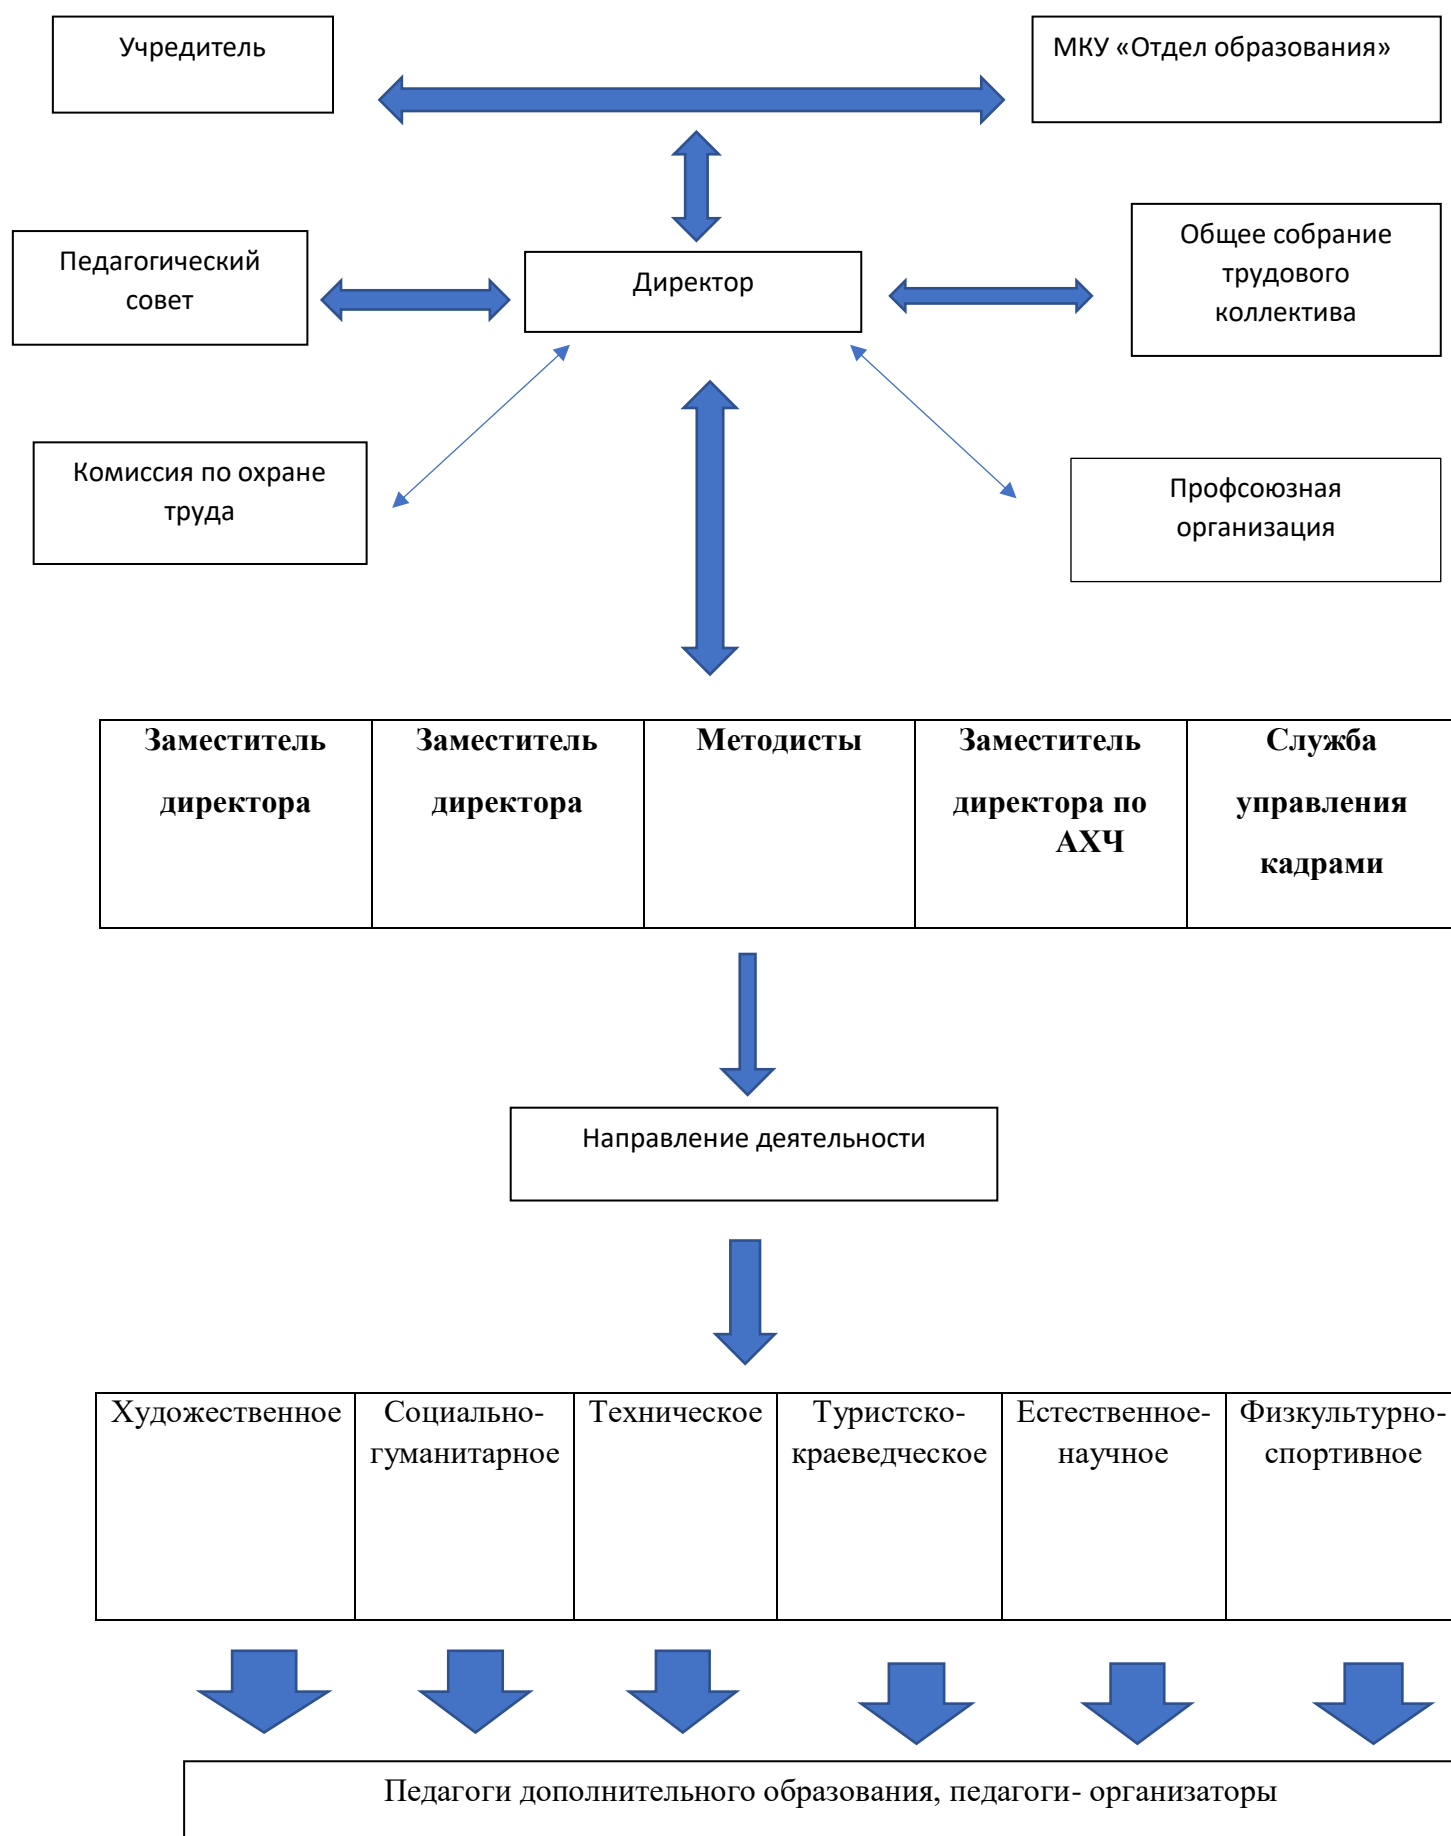 Учредитель
МКУ «Отдел образования»
Педагогический
совет
Директор
Общее собрание
трудового
коллектива
Комиссия по охране
труда
Профсоюзная
организация
Заместитель
директора
Заместитель
директора
Методисты
Заместитель
директора по
АХЧ
Служба
управления
кадрами
Направление деятельности
Художественное
Социально-
гуманитарное
Техническое
Туристско-
краеведческое
Естественное-
научное
Физкультурно-
спортивное
Педагоги дополнительного образования, педагоги- организаторы